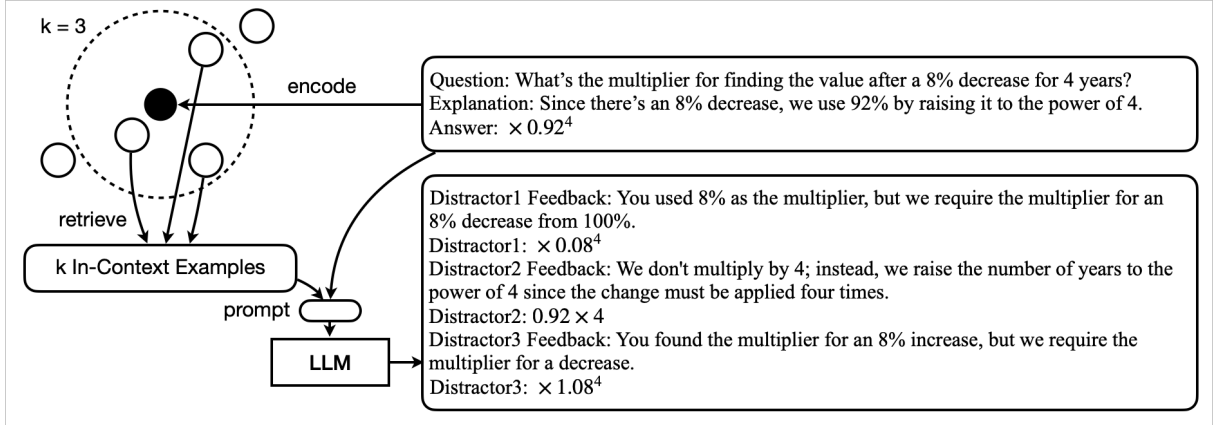 k = 3
encode
Question: What's the multiplier for finding the value after a 8% decrease for 4 years?
Explanation: Since there's an 8% decrease, we use 92% by raising it to the power of 4.
Answer: × 0.92⁴
retrieve
k In-Context Examples
prompt
LLM
Distractor1 Feedback: You used 8% as the multiplier, but we require the multiplier for an
8% decrease from 100%.
Distractor1: × 0.08⁴
Distractor2 Feedback: We don't multiply by 4; instead, we raise the number of years to the
power of 4 since the change must be applied four times.
Distractor2: 0.92 × 4
Distractor3 Feedback: You found the multiplier for an 8% increase, but we require the
multiplier for a decrease.
Distractor3: × 1.08⁴